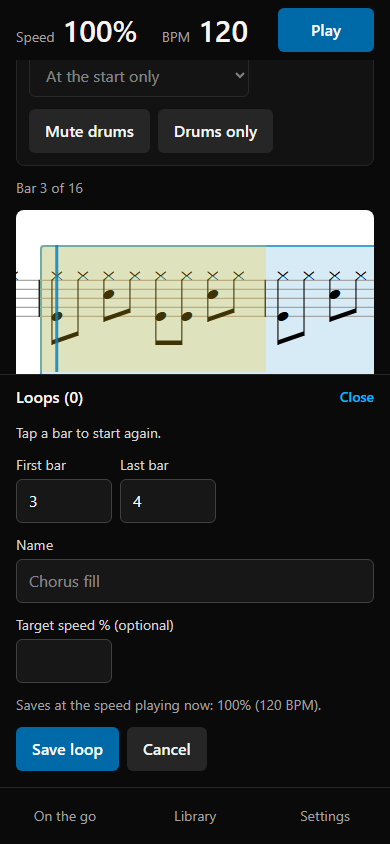 Speed 100% BPM 120 Play
At the start only
Mute drums Drums only
Bar 3 of 16
Loops (0) Close
Tap a bar to start again.
First bar Last bar
3 4
Name
Chorus fill
Target speed % (optional)
Saves at the speed playing now: 100% (120 BPM).
Save loop Cancel
On the go Library Settings